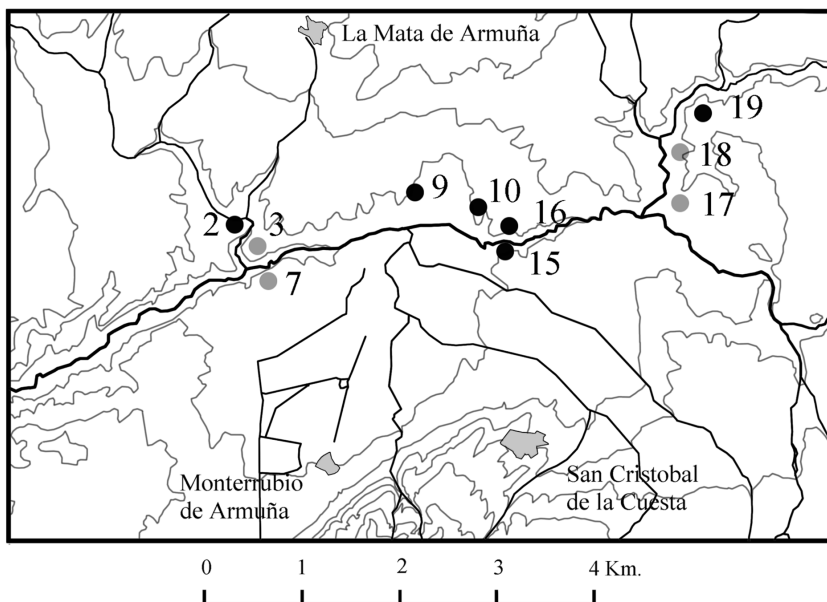 La Mata de Armuña
19
18
9
10
17
2
3
16
15
7
Monterrubio
de Armuña
San Cristobal
de la Cuesta
0 1 2 3 4 Km.